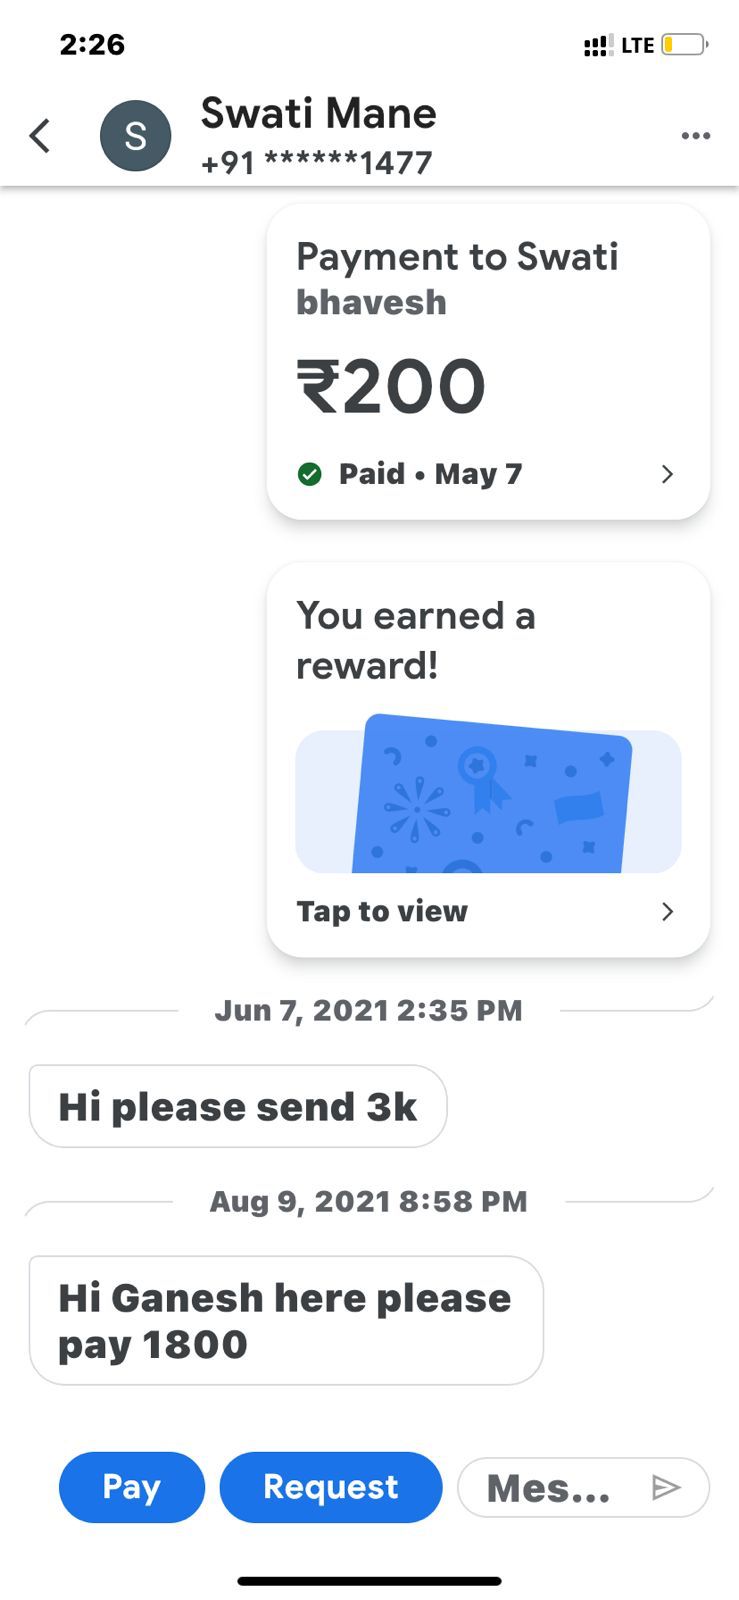 2:26
LTE
S
Swati Mane
+91 ******1477
Payment to Swati
bhavesh
₹200
Paid • May 7
You earned a
reward!
Tap to view
Jun 7, 2021 2:35 PM
Hi please send 3k
Aug 9, 2021 8:58 PM
Hi Ganesh here please
pay 1800
Pay
Request
Mes...